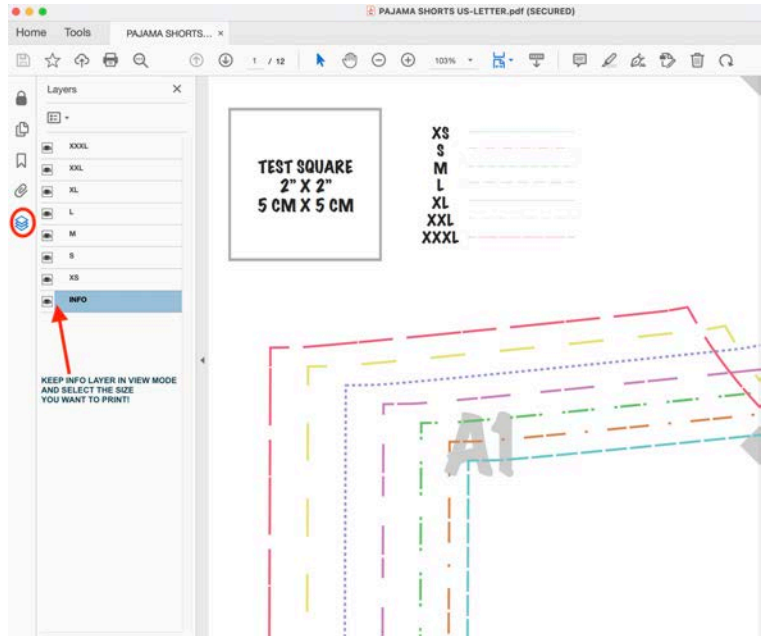 PAJAMA SHORTS US-LETTER.pdf (SECURED)
Home Tools PAJAMA SHORTS... ×
1 / 12 103%
Layers ×
XXXL
XXL
XL
L
M
S
XS
INFO
KEEP INFO LAYER IN VIEW MODE
AND SELECT THE SIZE
YOU WANT TO PRINT!
TEST SQUARE
2" X 2"
5 CM X 5 CM
XS
S
M
L
XL
XXL
XXXL
A1